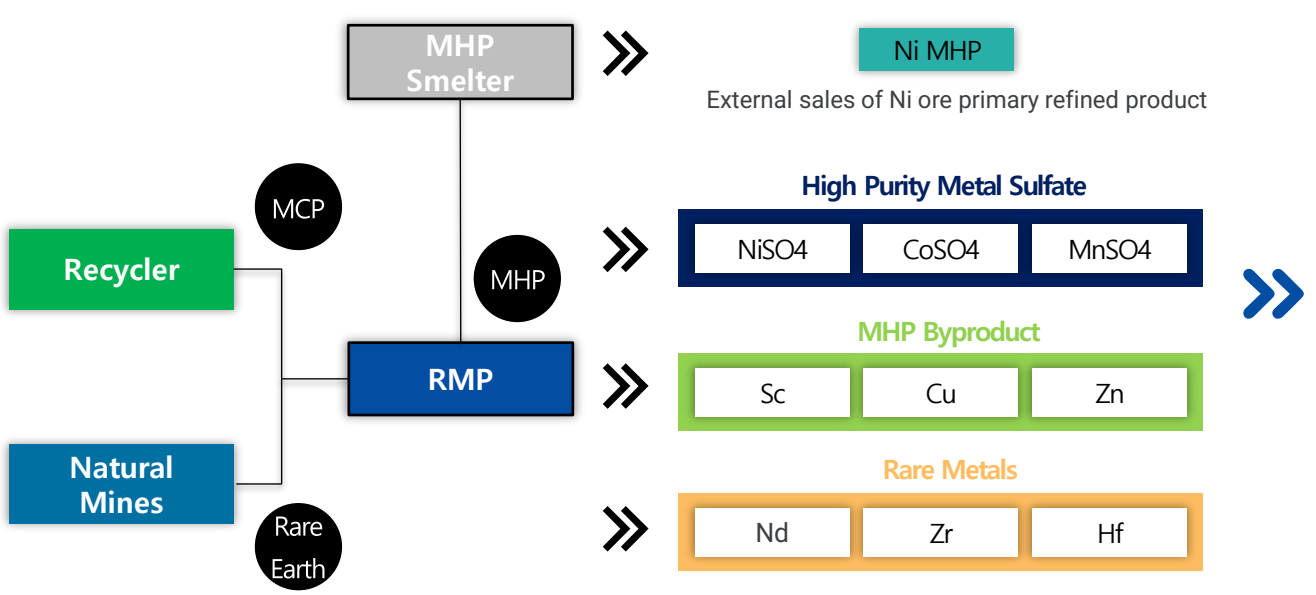 MHP
Smelter
Ni MHP
External sales of Ni ore primary refined product
MCP
Recycler
High Purity Metal Sulfate
NiSO4
CoSO4
MnSO4
MHP
RMP
MHP Byproduct
Sc
Cu
Zn
Natural
Mines
Rare
Earth
Rare Metals
Nd
Zr
Hf